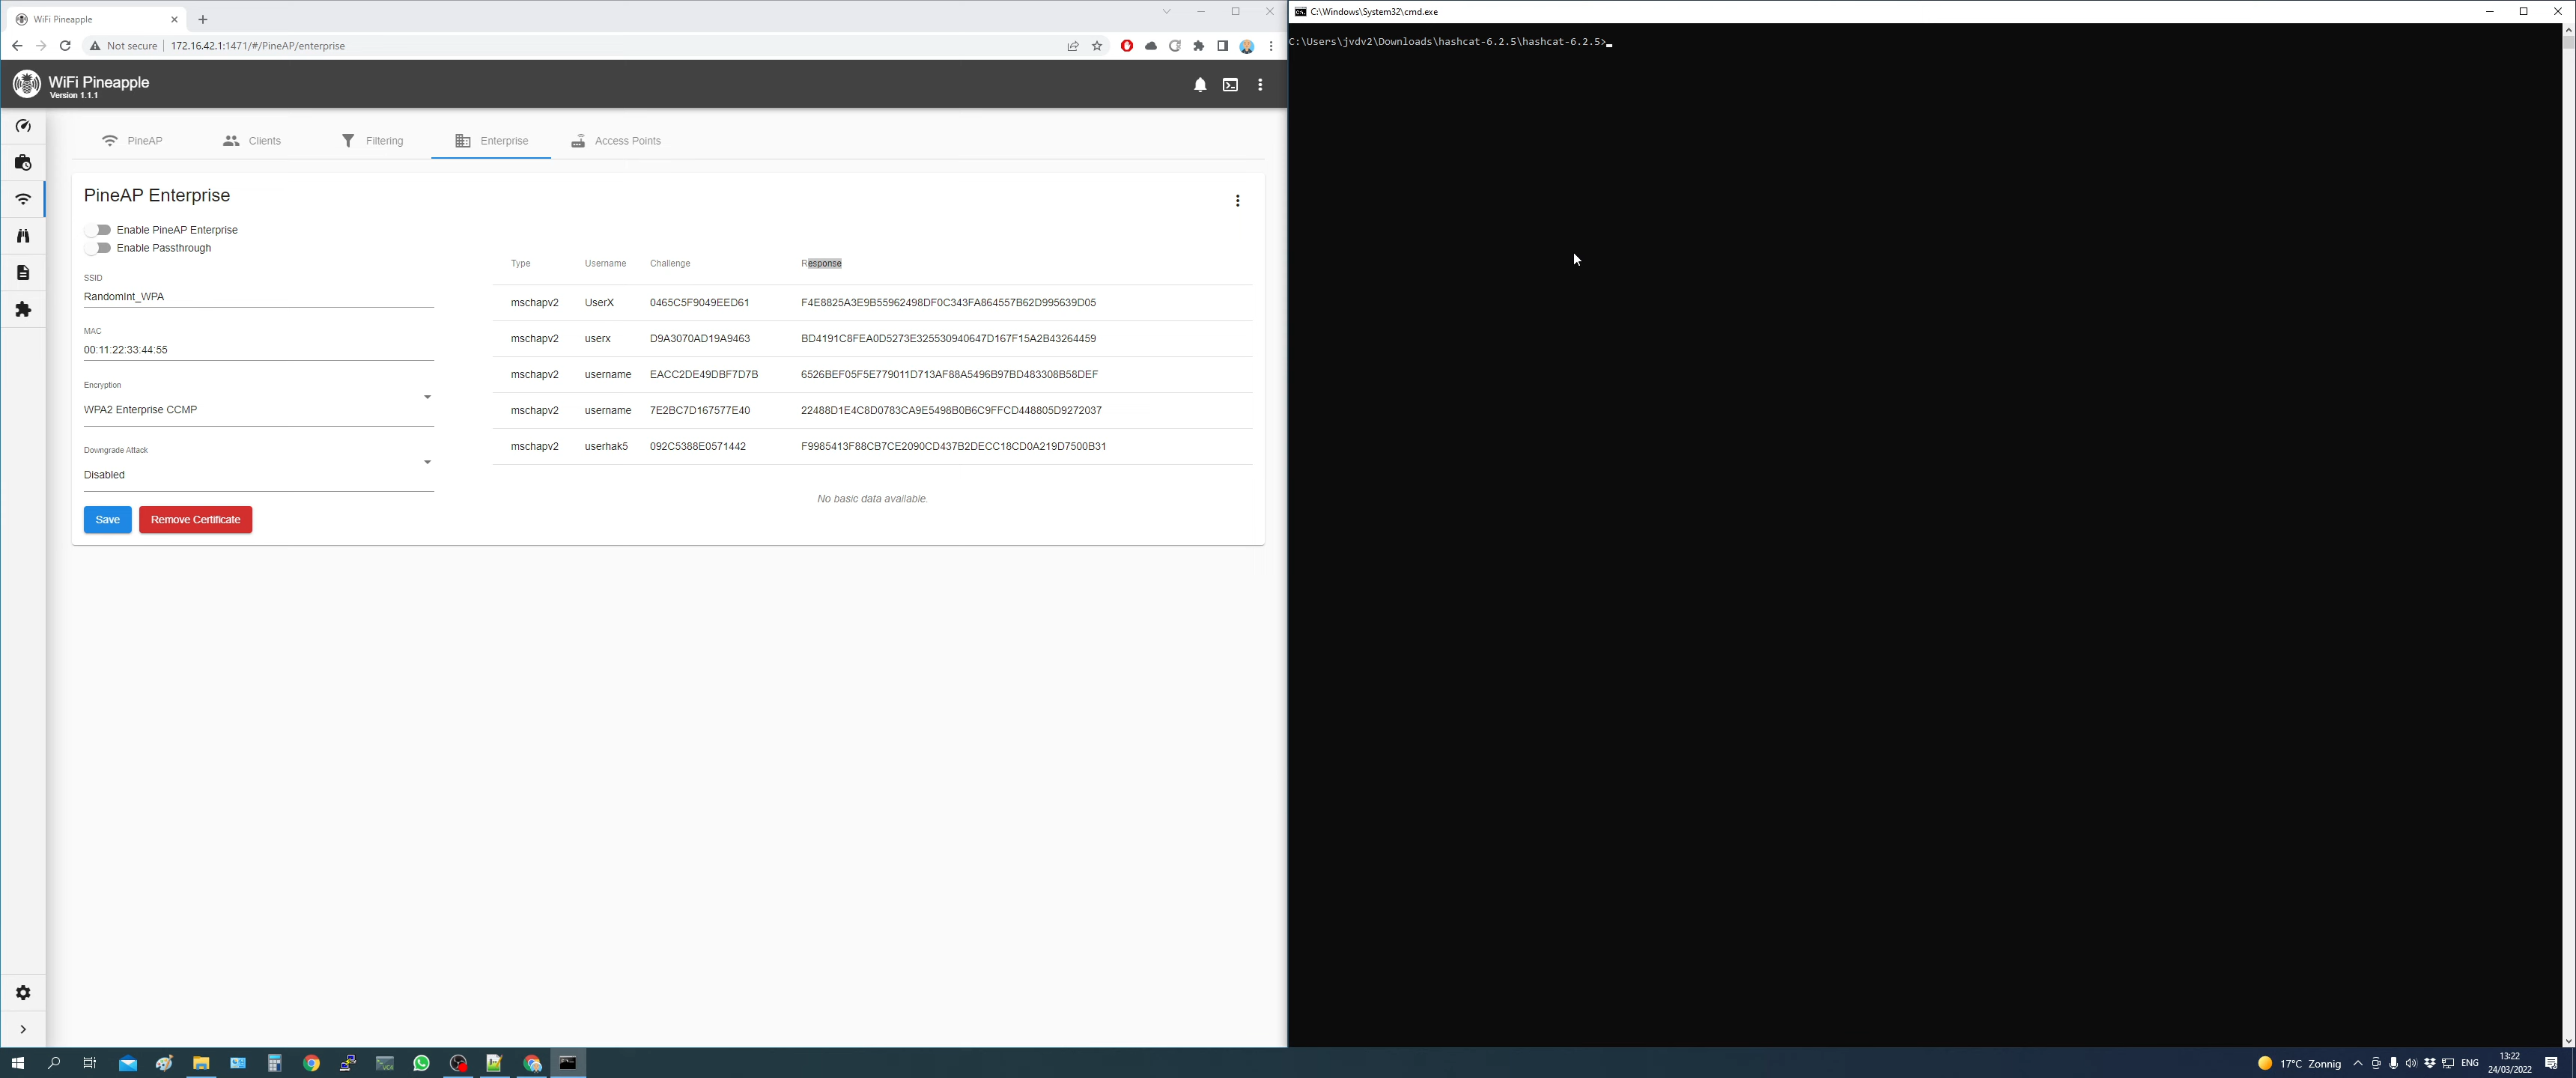 WiFi Pineapple
C:\Windows\System32\cmd.exe
Not secure 172.16.42.1:1471/#/PineAP/enterprise
C:\Users\jvdv2\Downloads\hashcat-6.2.5\hashcat-6.2.5>
WiFi Pineapple
Version 1.1.1
PineAP Clients Filtering Enterprise Access Points
PineAP Enterprise
Enable PineAP Enterprise
Enable Passthrough
SSID
RandomInt_WPA
MAC
00:11:22:33:44:55
Encryption
WPA2 Enterprise CCMP
Downgrade Attack
Disabled
Save Remove Certificate
Type Username Challenge Response
mschapv2 UserX 0465C5F9049EED61 F4E8825A3E9B55962498DF0C343FA864557B62D995639D05
mschapv2 userx D9A3070AD19A9463 BD4191C8FEA0D5273E325530940647D167F15A2B43264459
mschapv2 username EACC2DE49DBF7D7B 6526BEF05F5E779011D713AF88A5496B97BD483308B58DEF
mschapv2 username 7E2BC7D167577E40 22488D1E4C8D0783CA9E5498B0B6C9FFCD448805D9272037
mschapv2 userhak5 092C5388E0571442 F9985413F88CB7CE2090CD437B2DECC18CD0A219D7500B31
No basic data available.
17°C Zonnig ENG
13:22
24/03/2022